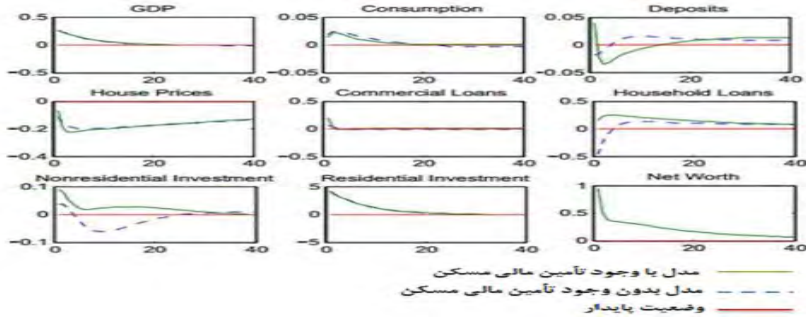 GDP Consumption Deposits
0.5 0.05 0.05
0 0 0
−0.5 −0.05 −0.05
0 20 40 0 20 40 0 20 40
House Prices Commercial Loans Household Loans
0 0.5 0.5
−0.2 0 0
−0.4 −0.5 −0.5
0 20 40 0 20 40 0 20 40
Nonresidential Investment Residential Investment Net Worth
0.1 5 1
0 0 0.5
−0.1 −5 0
0 20 40 0 20 40 0 20 40
مدل با وجود تأمین مالی مسکن
مدل بدون وجود تأمین مالی مسکن
وضعیت پایدار